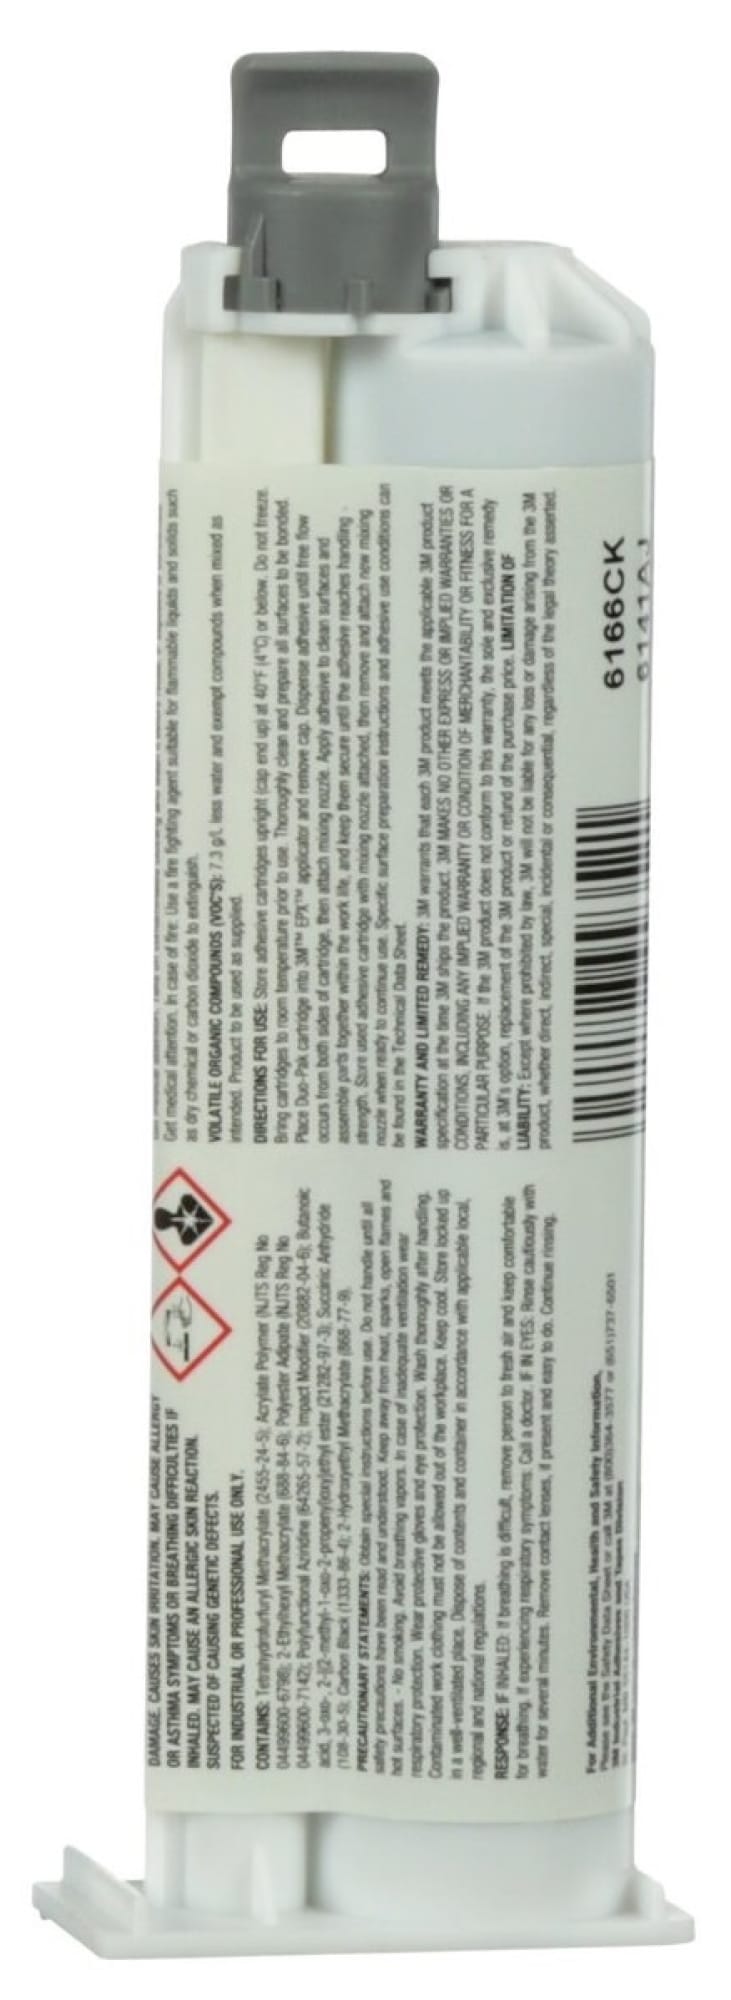 DAMAGE. CAUSES SKIN IRRITATION. MAY CAUSE ALLERGY
OR ASTHMA SYMPTOMS OR BREATHING DIFFICULTIES IF
INHALED. MAY CAUSE AN ALLERGIC SKIN REACTION.
SUSPECTED OF CAUSING GENETIC DEFECTS.
FOR INDUSTRIAL OR PROFESSIONAL USE ONLY.
CONTAINS: Tetrahydrofurfuryl Methacrylate (2455-24-5); Acrylate Polymer (NJTS Reg No
04499600-6798); 2-Ethylhexyl Methacrylate (688-84-6); Polyester Adipate (NJTS Reg No
04499600-7142); Polyfunctional Aziridine (64265-57-2); Impact Modifier (20882-04-6); Butanoic
acid, 3-oxo-, 2-[(2-methyl-1-oxo-2-propenyl)oxy]ethyl ester (21282-97-3); Succinic Anhydride
(108-30-5); Carbon Black (1333-86-4); 2-Hydroxyethyl Methacrylate (868-77-9).
PRECAUTIONARY STATEMENTS: Obtain special instructions before use. Do not handle until all
safety precautions have been read and understood. Keep away from heat, sparks, open flames and
hot surfaces. - No smoking. Avoid breathing vapors. In case of inadequate ventilation wear
respiratory protection. Wear protective gloves and eye protection. Wash thoroughly after handling.
Contaminated work clothing must not be allowed out of the workplace. Keep cool. Store locked up
in a well-ventilated place. Dispose of contents and container in accordance with applicable local,
regional and national regulations.
RESPONSE: IF INHALED: If breathing is difficult, remove person to fresh air and keep comfortable
for breathing. If experiencing respiratory symptoms: Call a doctor. IF IN EYES: Rinse cautiously with
water for several minutes. Remove contact lenses, if present and easy to do. Continue rinsing.
For Additional Environmental, Health and Safety Information,
Please see the Safety Data Sheet or call 3M at (800)364-3577 or (651)737-6501
3M Industrial Adhesives and Tapes Division
Get medical attention. In case of fire: Use a fire fighting agent suitable for flammable liquids and solids such
as dry chemical or carbon dioxide to extinguish.
VOLATILE ORGANIC COMPOUNDS (VOC'S): 7.3 g/l, less water and exempt compounds when mixed as
intended. Product to be used as supplied.
DIRECTIONS FOR USE: Store adhesive cartridges upright (cap end up) at 40°F (4°C) or below. Do not freeze.
Bring cartridges to room temperature prior to use. Thoroughly clean and prepare all surfaces to be bonded.
Place Duo-Pak cartridge into 3M™ EPX™ applicator and remove cap. Dispense adhesive until free flow
occurs from both sides of cartridge, then attach mixing nozzle. Apply adhesive to clean surfaces and
assemble parts together within the work life, and keep them secure until the adhesive reaches handling -
strength. Store used adhesive cartridge with mixing nozzle attached, then remove and attach new mixing
nozzle when ready to continue use. Specific surface preparation instructions and adhesive use conditions can
be found in the Technical Data Sheet.
WARRANTY AND LIMITED REMEDY: 3M warrants that each 3M product meets the applicable 3M product
specification at the time 3M ships the product. 3M MAKES NO OTHER EXPRESS OR IMPLIED WARRANTIES OR
CONDITIONS, INCLUDING ANY IMPLIED WARRANTY OR CONDITION OF MERCHANTABILITY OR FITNESS FOR A
PARTICULAR PURPOSE. If the 3M product does not conform to this warranty, the sole and exclusive remedy
is, at 3M's option, replacement of the 3M product or refund of the purchase price. LIMITATION OF
LIABILITY: Except where prohibited by law, 3M will not be liable for any loss or damage arising from the 3M
product, whether direct, indirect, special, incidental or consequential, regardless of the legal theory asserted.
6166CK
6141AJ